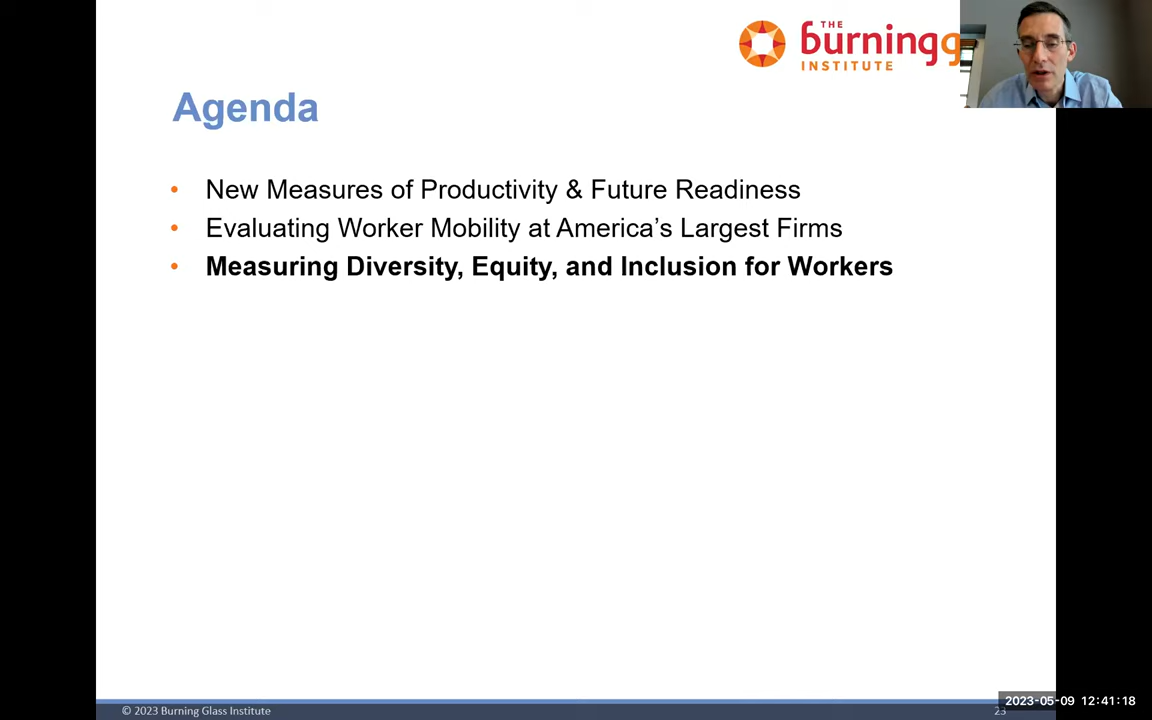 THE
burningg
INSTITUTE
Agenda
• New Measures of Productivity & Future Readiness
• Evaluating Worker Mobility at America’s Largest Firms
• Measuring Diversity, Equity, and Inclusion for Workers
2023-05-09 12:41:18
© 2023 Burning Glass Institute